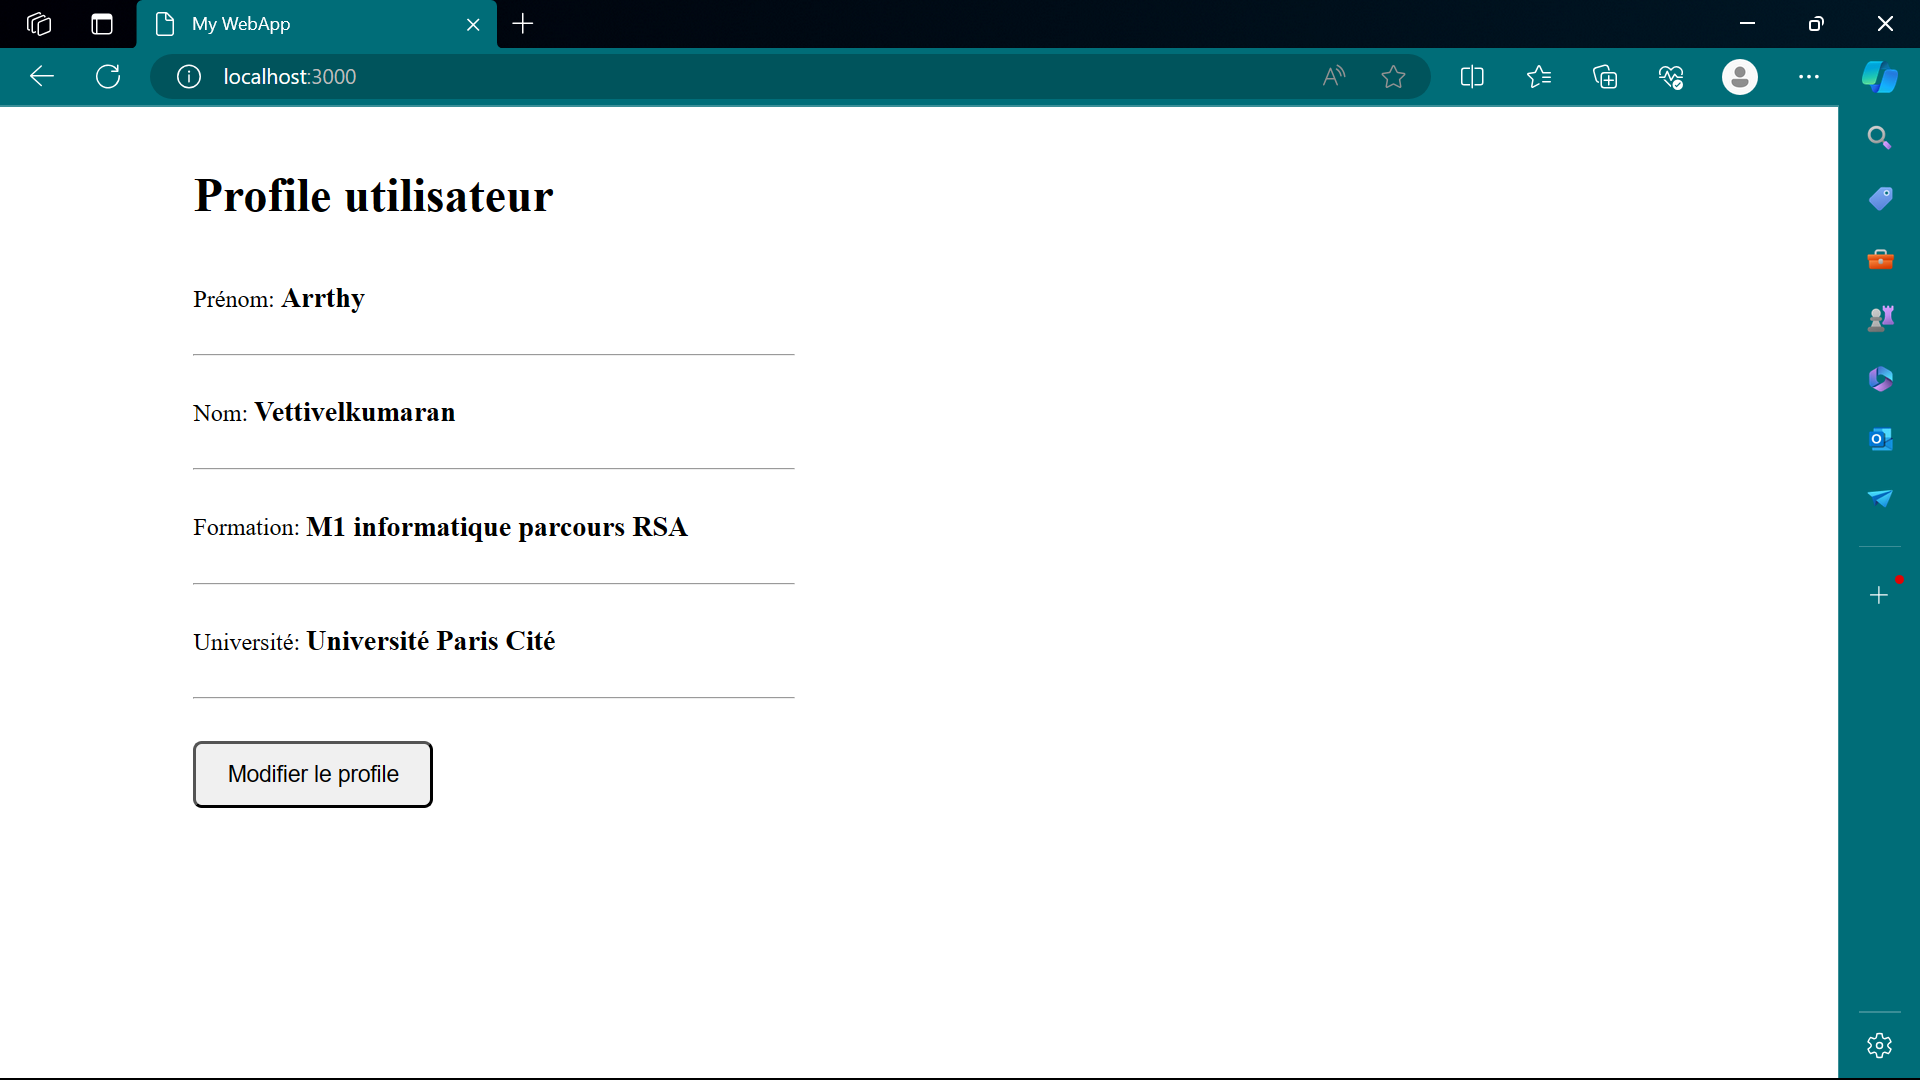 My WebApp
localhost:3000
Profile utilisateur
Prénom: Arrthy
Nom: Vettivelkumaran
Formation: M1 informatique parcours RSA
Université: Université Paris Cité
Modifier le profile